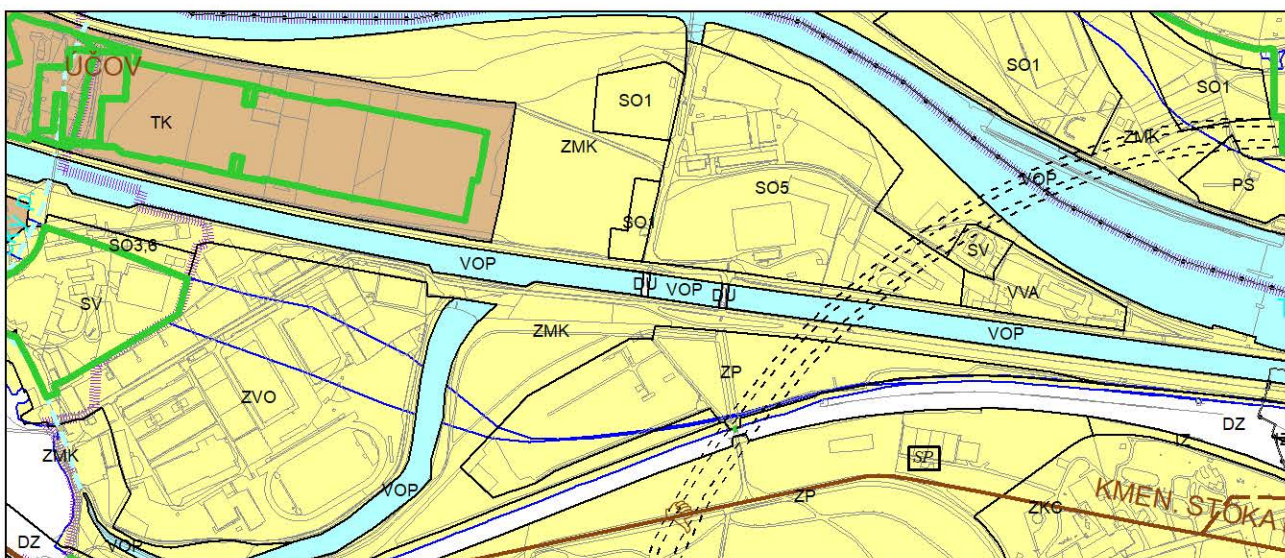 ÚČOV
TK
SO1
ZMK
SO1
SO5
SO1
SO1
ZMK
VOP
PS
SO3,6
SV
VOP
DU
VOP
DU
SV
VVA
VOP
ZMK
ZP
ZVO
VOP
ZMK
DZ
VOP
DZ
IZ
SP
ZP
ZKC
KMEN. STOKA